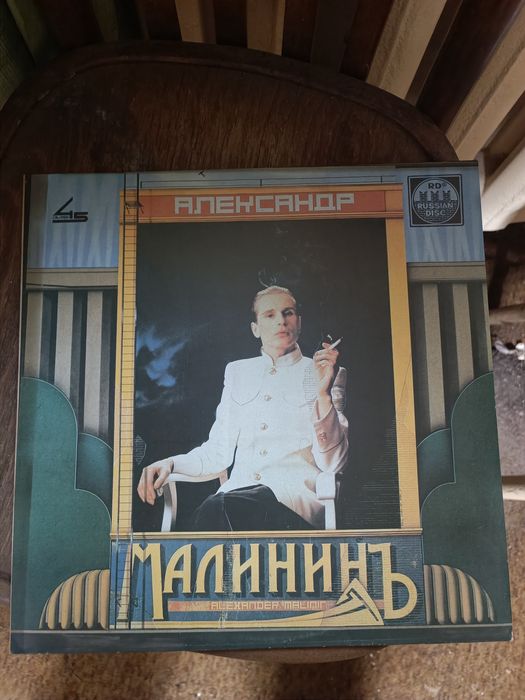 АЛЕКСАНДР
RD
RUSSIAN
DISC
МАЛИНИНЪ
ALEXANDER MALININ